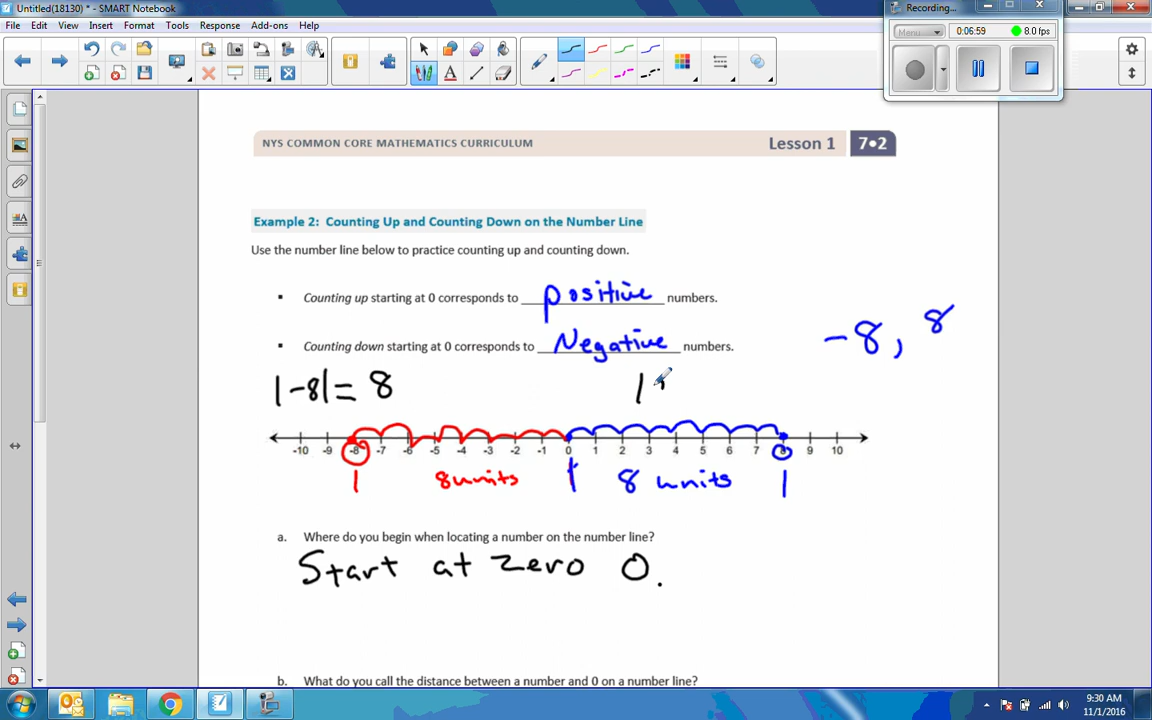 Untitled(18130) * - SMART Notebook
Recording...
File Edit View Insert Format Tools Response Add-ons Help
Menu 0:06:59 8.0 fps
NYS COMMON CORE MATHEMATICS CURRICULUM Lesson 1 7•2
Example 2: Counting Up and Counting Down on the Number Line
Use the number line below to practice counting up and counting down.
▪ Counting up starting at 0 corresponds to positive numbers.
-8, 8
▪ Counting down starting at 0 corresponds to Negative numbers.
|-8| = 8 |
-10 -9 -8 -7 -6 -5 -4 -3 -2 -1 0 1 2 3 4 5 6 7 8 9 10
8 units 8 units
a. Where do you begin when locating a number on the number line?
Start at zero 0.
b. What do you call the distance between a number and 0 on a number line?
9:30 AM
11/1/2016